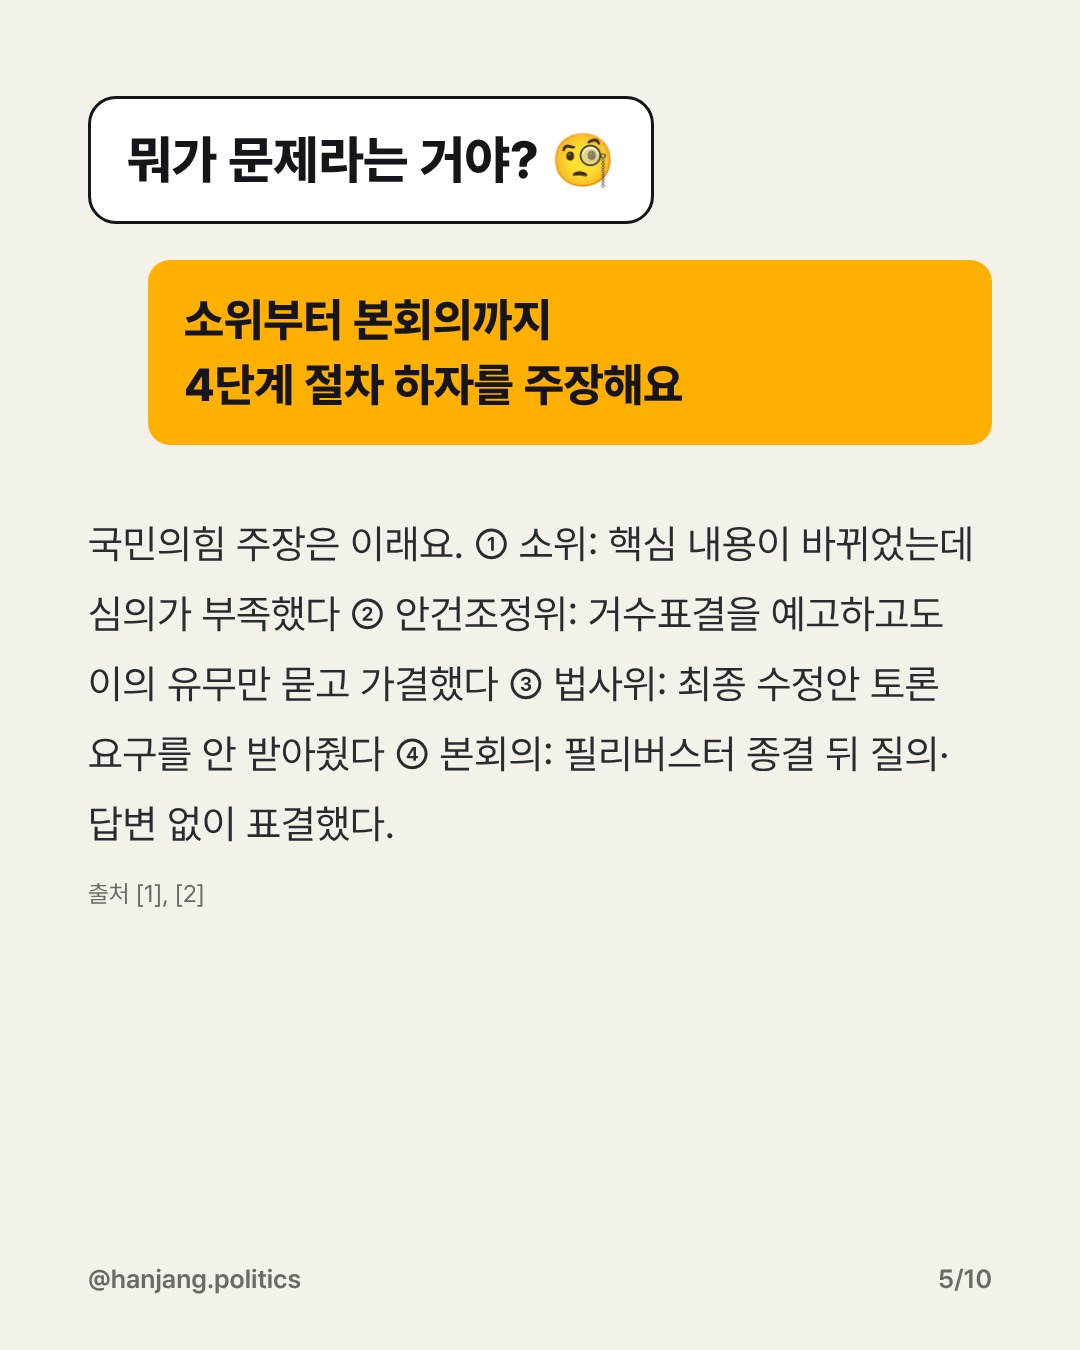 뭐가 문제라는 거야? 🧐
소위부터 본회의까지
4단계 절차 하자를 주장해요
국민의힘 주장은 이래요. ① 소위: 핵심 내용이 바뀌었는데
심의가 부족했다 ② 안건조정위: 거수표결을 예고하고도
이의 유무만 묻고 가결했다 ③ 법사위: 최종 수정안 토론
요구를 안 받아줬다 ④ 본회의: 필리버스터 종결 뒤 질의·
답변 없이 표결했다.
출처 [1], [2]
@hanjang.politics
5/10